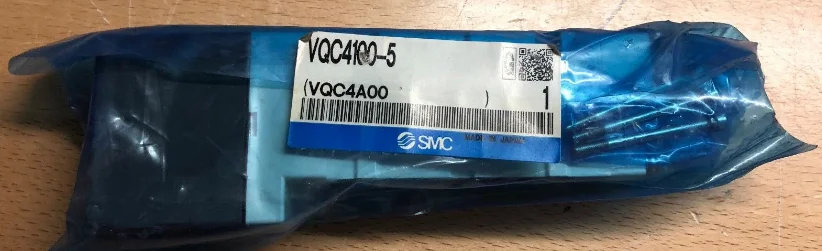 VQC4100-5
(VQC4A00 ) 1
SMC MADE IN JAPAN